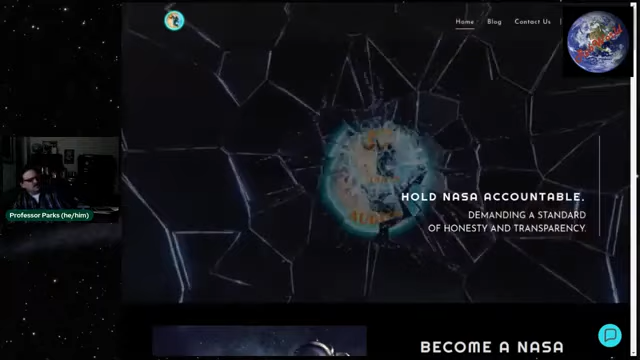 Home
Blog
Contact Us
HOLD NASA ACCOUNTABLE.
DEMANDING A STANDARD
OF HONESTY AND TRANSPARENCY.
Professor Parks (he/him)
BECOME A NASA